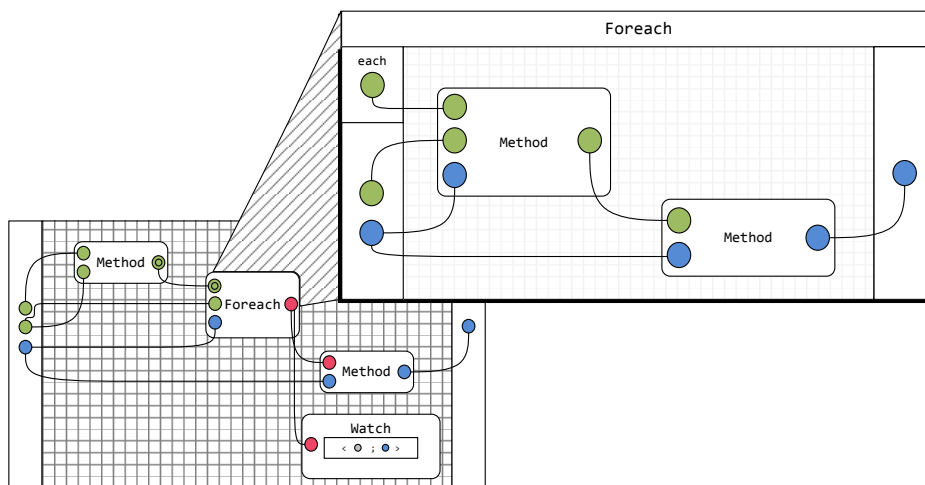 Foreach
each
Method
Method
Method
Foreach
Method
Watch
< ; >